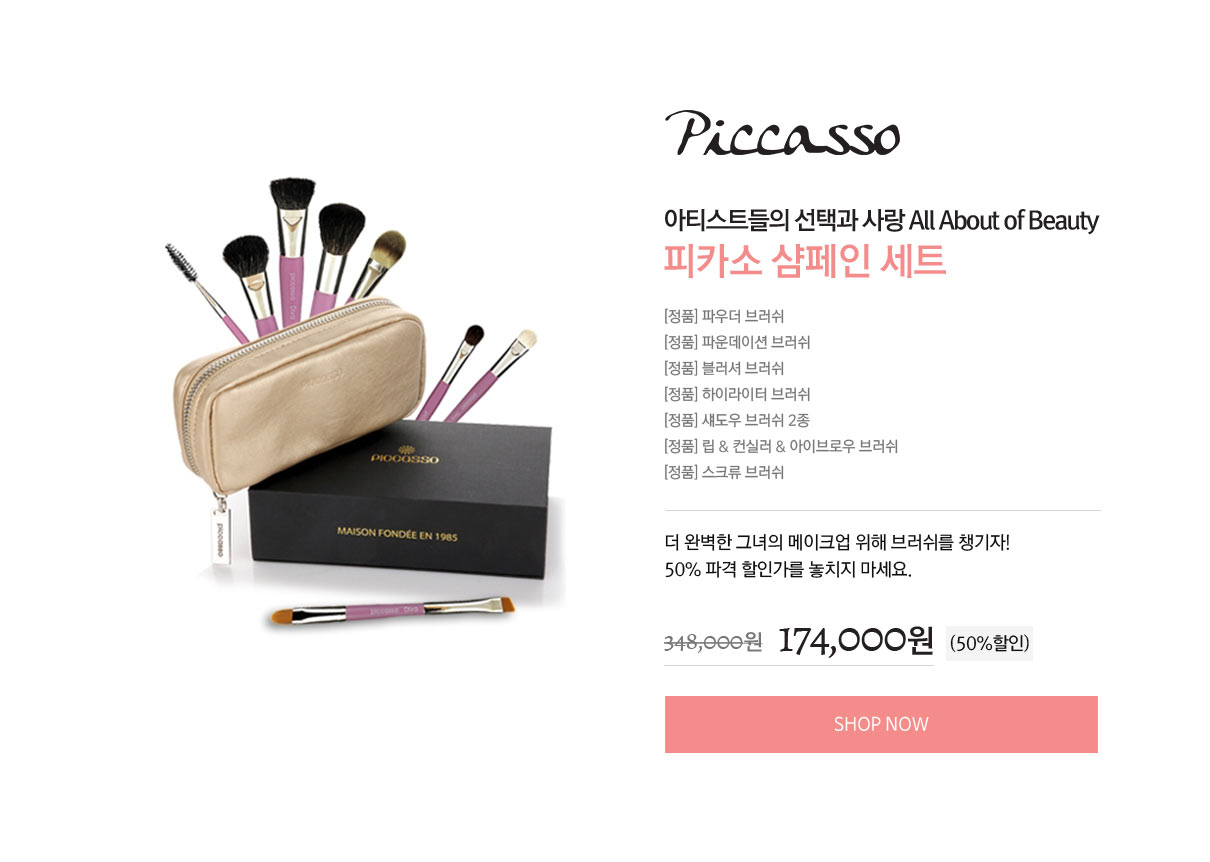 Piccasso
아티스트들의 선택과 사랑 All About of Beauty
피카소 샴페인 세트
[정품] 파우더 브러쉬
[정품] 파운데이션 브러쉬
[정품] 블러셔 브러쉬
[정품] 하이라이터 브러쉬
[정품] 섀도우 브러쉬 2종
[정품] 립 & 컨실러 & 아이브로우 브러쉬
[정품] 스크류 브러쉬
더 완벽한 그녀의 메이크업 위해 브러쉬를 챙기자!
50% 파격 할인가를 놓치지 마세요.
348,000원 174,000원 (50%할인)
SHOP NOW
piccasso Diva
PICCASSO
PICCASSO
MAISON FONDÉE EN 1985
piccasso
piccasso Diva